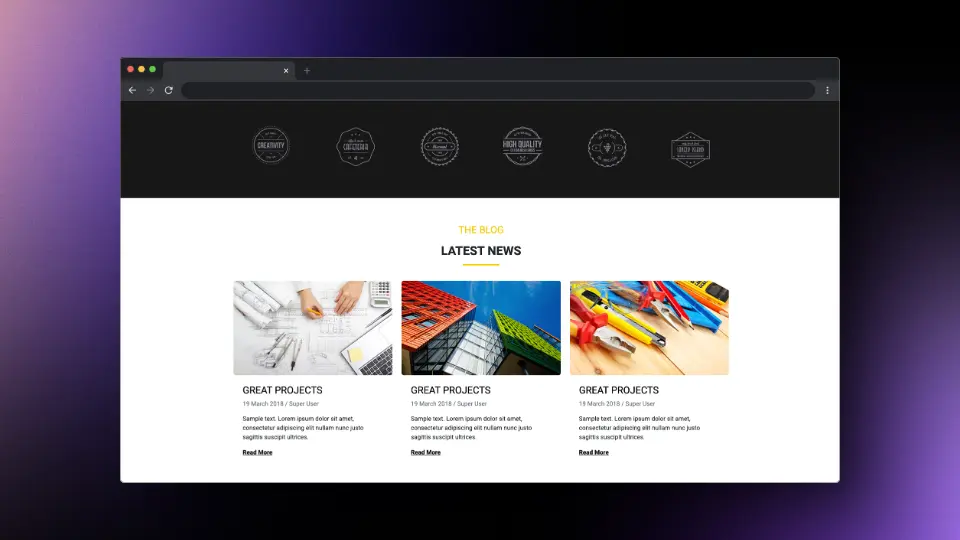 CREATIVITY
HIGH QUALITY
THE BLOG
LATEST NEWS
GREAT PROJECTS
19 March 2018 / Super User
Sample text. Lorem ipsum dolor sit amet,
consectetur adipiscing elit nullam nunc justo
sagittis suscipit ultrices.
Read More
GREAT PROJECTS
19 March 2018 / Super User
Sample text. Lorem ipsum dolor sit amet,
consectetur adipiscing elit nullam nunc justo
sagittis suscipit ultrices.
Read More
GREAT PROJECTS
19 March 2018 / Super User
Sample text. Lorem ipsum dolor sit amet,
consectetur adipiscing elit nullam nunc justo
sagittis suscipit ultrices.
Read More